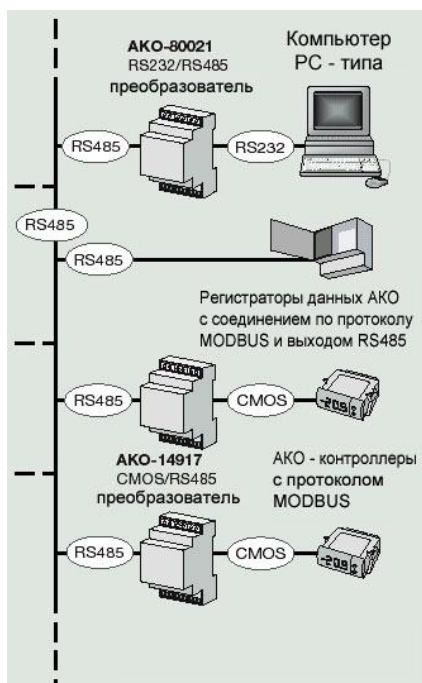 AKO-80021
RS232/RS485
преобразователь
Компьютер
PC - типа
RS485
RS232
RS485
RS485
Регистраторы данных АКО
с соединением по протоколу
MODBUS и выходом RS485
RS485
CMOS
-20.9
AKO-14917
CMOS/RS485
преобразователь
АКО - контроллеры
с протоколом
MODBUS
RS485
CMOS
-20.9